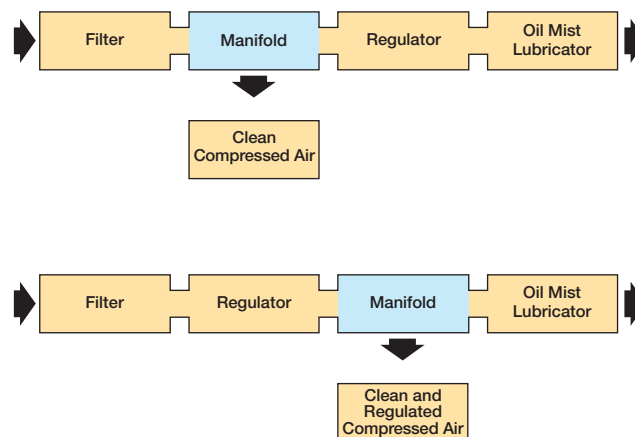 Filter
Manifold
Regulator
Oil Mist
Lubricator
Clean
Compressed Air
Filter
Regulator
Manifold
Oil Mist
Lubricator
Clean and
Regulated
Compressed Air